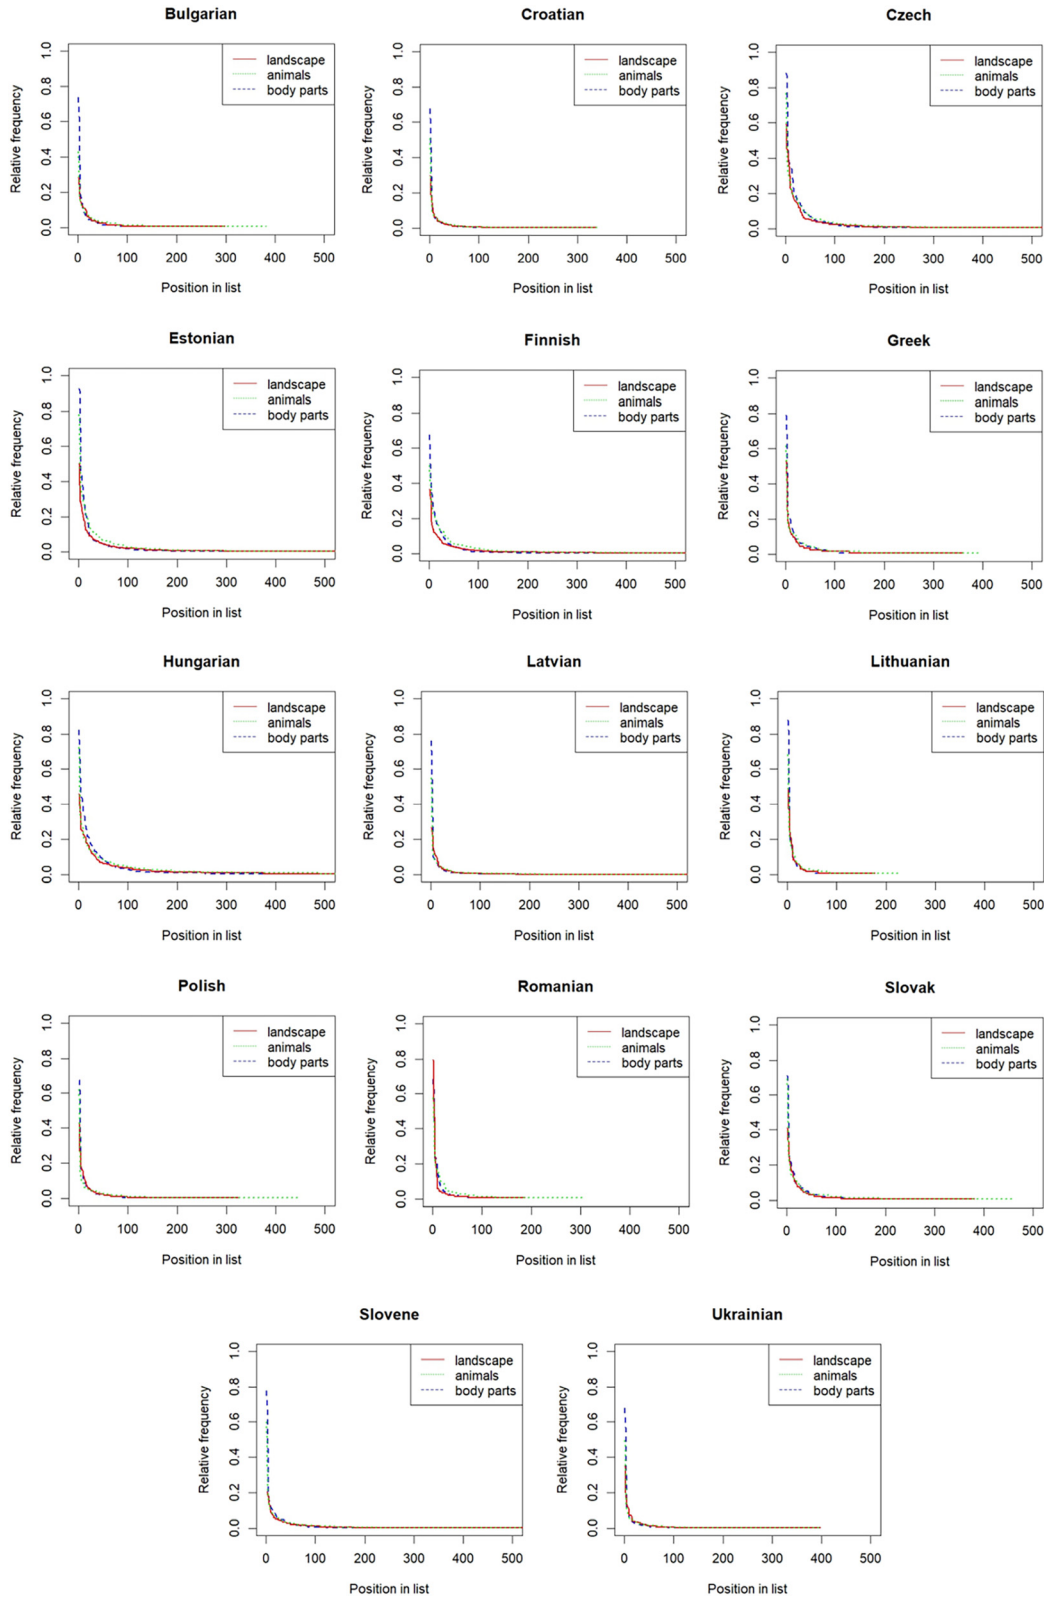 Bulgarian
Relative frequency
1.0
0.8
0.6
0.4
0.2
0.0
landscape
animals
body parts
0 100 200 300 400 500
Position in list
Croatian
Relative frequency
1.0
0.8
0.6
0.4
0.2
0.0
landscape
animals
body parts
0 100 200 300 400 500
Position in list
Czech
Relative frequency
1.0
0.8
0.6
0.4
0.2
0.0
landscape
animals
body parts
0 100 200 300 400 500
Position in list
Estonian
Relative frequency
1.0
0.8
0.6
0.4
0.2
0.0
landscape
animals
body parts
0 100 200 300 400 500
Position in list
Finnish
Relative frequency
1.0
0.8
0.6
0.4
0.2
0.0
landscape
animals
body parts
0 100 200 300 400 500
Position in list
Greek
Relative frequency
1.0
0.8
0.6
0.4
0.2
0.0
landscape
animals
body parts
0 100 200 300 400 500
Position in list
Hungarian
Relative frequency
1.0
0.8
0.6
0.4
0.2
0.0
landscape
animals
body parts
0 100 200 300 400 500
Position in list
Latvian
Relative frequency
1.0
0.8
0.6
0.4
0.2
0.0
landscape
animals
body parts
0 100 200 300 400 500
Position in list
Lithuanian
Relative frequency
1.0
0.8
0.6
0.4
0.2
0.0
landscape
animals
body parts
0 100 200 300 400 500
Position in list
Polish
Relative frequency
1.0
0.8
0.6
0.4
0.2
0.0
landscape
animals
body parts
0 100 200 300 400 500
Position in list
Romanian
Relative frequency
1.0
0.8
0.6
0.4
0.2
0.0
landscape
animals
body parts
0 100 200 300 400 500
Position in list
Slovak
Relative frequency
1.0
0.8
0.6
0.4
0.2
0.0
landscape
animals
body parts
0 100 200 300 400 500
Position in list
Slovene
Relative frequency
1.0
0.8
0.6
0.4
0.2
0.0
landscape
animals
body parts
0 100 200 300 400 500
Position in list
Ukrainian
Relative frequency
1.0
0.8
0.6
0.4
0.2
0.0
landscape
animals
body parts
0 100 200 300 400 500
Position in list